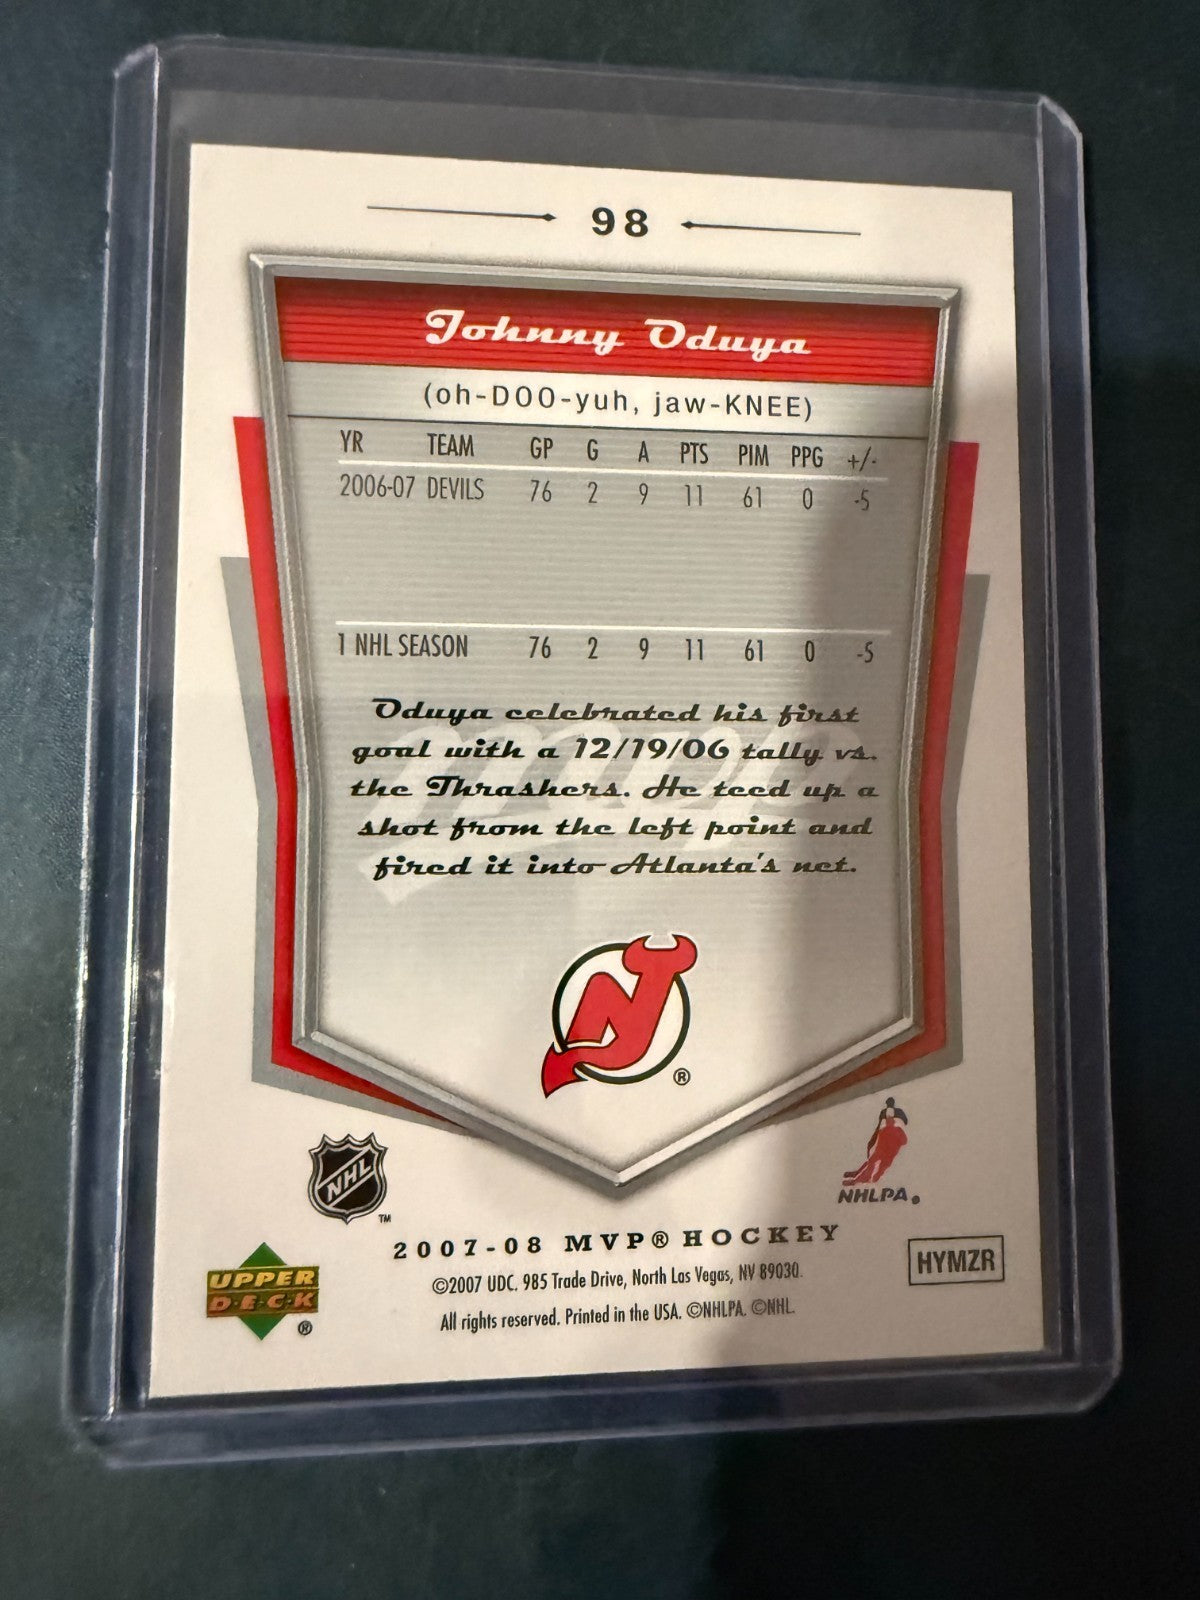 98
Johnny Oduya
(oh-DOO-yuh, jaw-KNEE)
YR TEAM GP G A PTS PIM PPG +/-
2006-07 DEVILS 76 2 9 11 61 0 -5
1 NHL SEASON 76 2 9 11 61 0 -5
Oduya celebrated his first
goal with a 12/19/06 tally vs.
the Thrashers. He teed up a
shot from the left point and
fired it into Atlanta's net.
NJ ®
NHL ™
NHLPA®
2007-08 MVP® HOCKEY
UPPER
D·E·C·K ®
©2007 UDC. 985 Trade Drive, North Las Vegas, NV 89030.
All rights reserved. Printed in the USA. ©NHLPA. ©NHL.
HYMZR